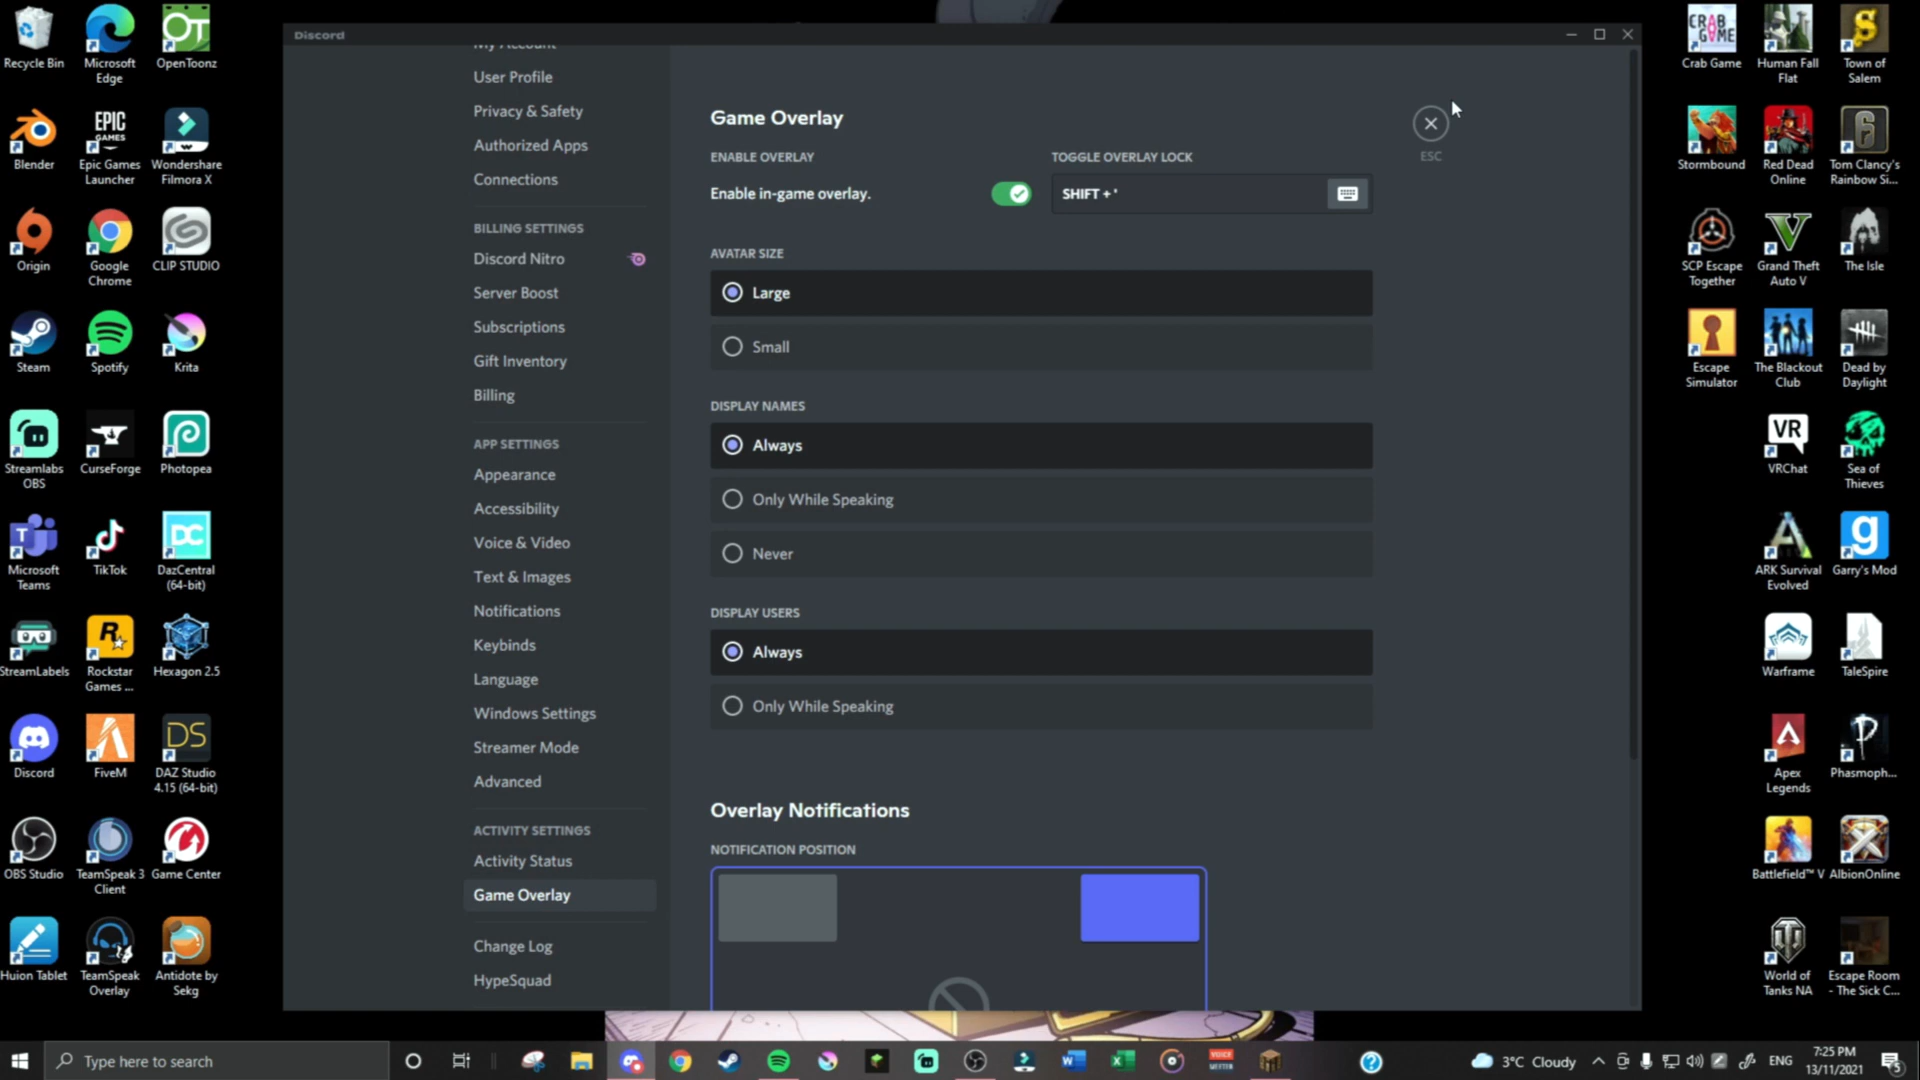 Recycle Bin
Microsoft
Edge
OpenToonz
Blender
Epic Games
Launcher
Wondershare
Filmora X
Origin
Google
Chrome
CLIP STUDIO
Steam
Spotify
Krita
Streamlabs
OBS
CurseForge
Photopea
Microsoft
Teams
TikTok
DazCentral
(64-bit)
StreamLabels
Rockstar
Games ...
Hexagon 2.5
Discord
FiveM
DAZ Studio
4.15 (64-bit)
OBS Studio
TeamSpeak 3
Client
Game Center
Huion Tablet
TeamSpeak
Overlay
Antidote by
Sekg
Discord
My Account
User Profile
Privacy & Safety
Authorized Apps
Connections
BILLING SETTINGS
Discord Nitro
Server Boost
Subscriptions
Gift Inventory
Billing
APP SETTINGS
Appearance
Accessibility
Voice & Video
Text & Images
Notifications
Keybinds
Language
Windows Settings
Streamer Mode
Advanced
ACTIVITY SETTINGS
Activity Status
Game Overlay
Change Log
HypeSquad
Game Overlay
ENABLE OVERLAY
Enable in-game overlay.
TOGGLE OVERLAY LOCK
SHIFT + '
ESC
AVATAR SIZE
Large
Small
DISPLAY NAMES
Always
Only While Speaking
Never
DISPLAY USERS
Always
Only While Speaking
Overlay Notifications
NOTIFICATION POSITION
CRAB
GAME
Crab Game
Human Fall
Flat
Town of
Salem
Stormbound
Red Dead
Online
Tom Clancy's
Rainbow Si...
SCP Escape
Together
Grand Theft
Auto V
The Isle
Escape
Simulator
The Blackout
Club
Dead by
Daylight
VR
VRChat
Sea of
Thieves
ARK Survival
Evolved
Garry's Mod
Warframe
TaleSpire
Apex
Legends
Phasmoph...
Battlefield™ V
AlbionOnline
World of
Tanks NA
Escape Room
- The Sick C...
Type here to search
3°C Cloudy
ENG
7:25 PM
13/11/2021
5